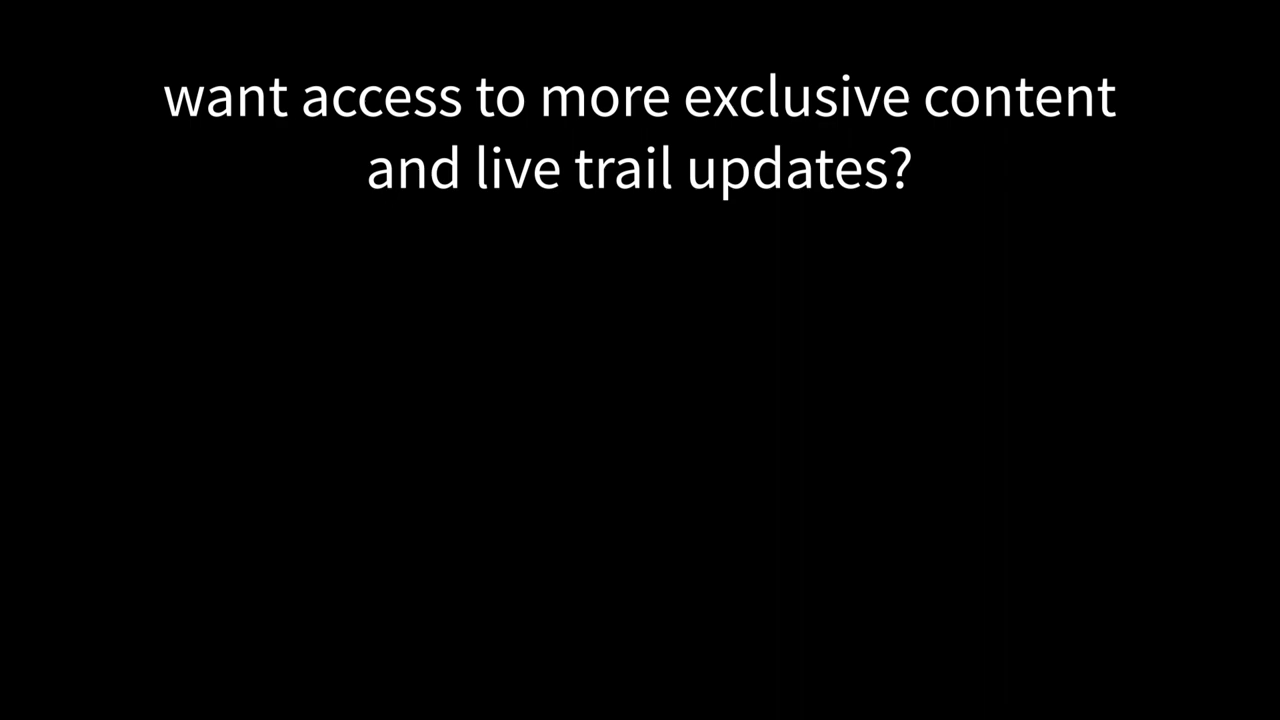 want access to more exclusive content
and live trail updates?